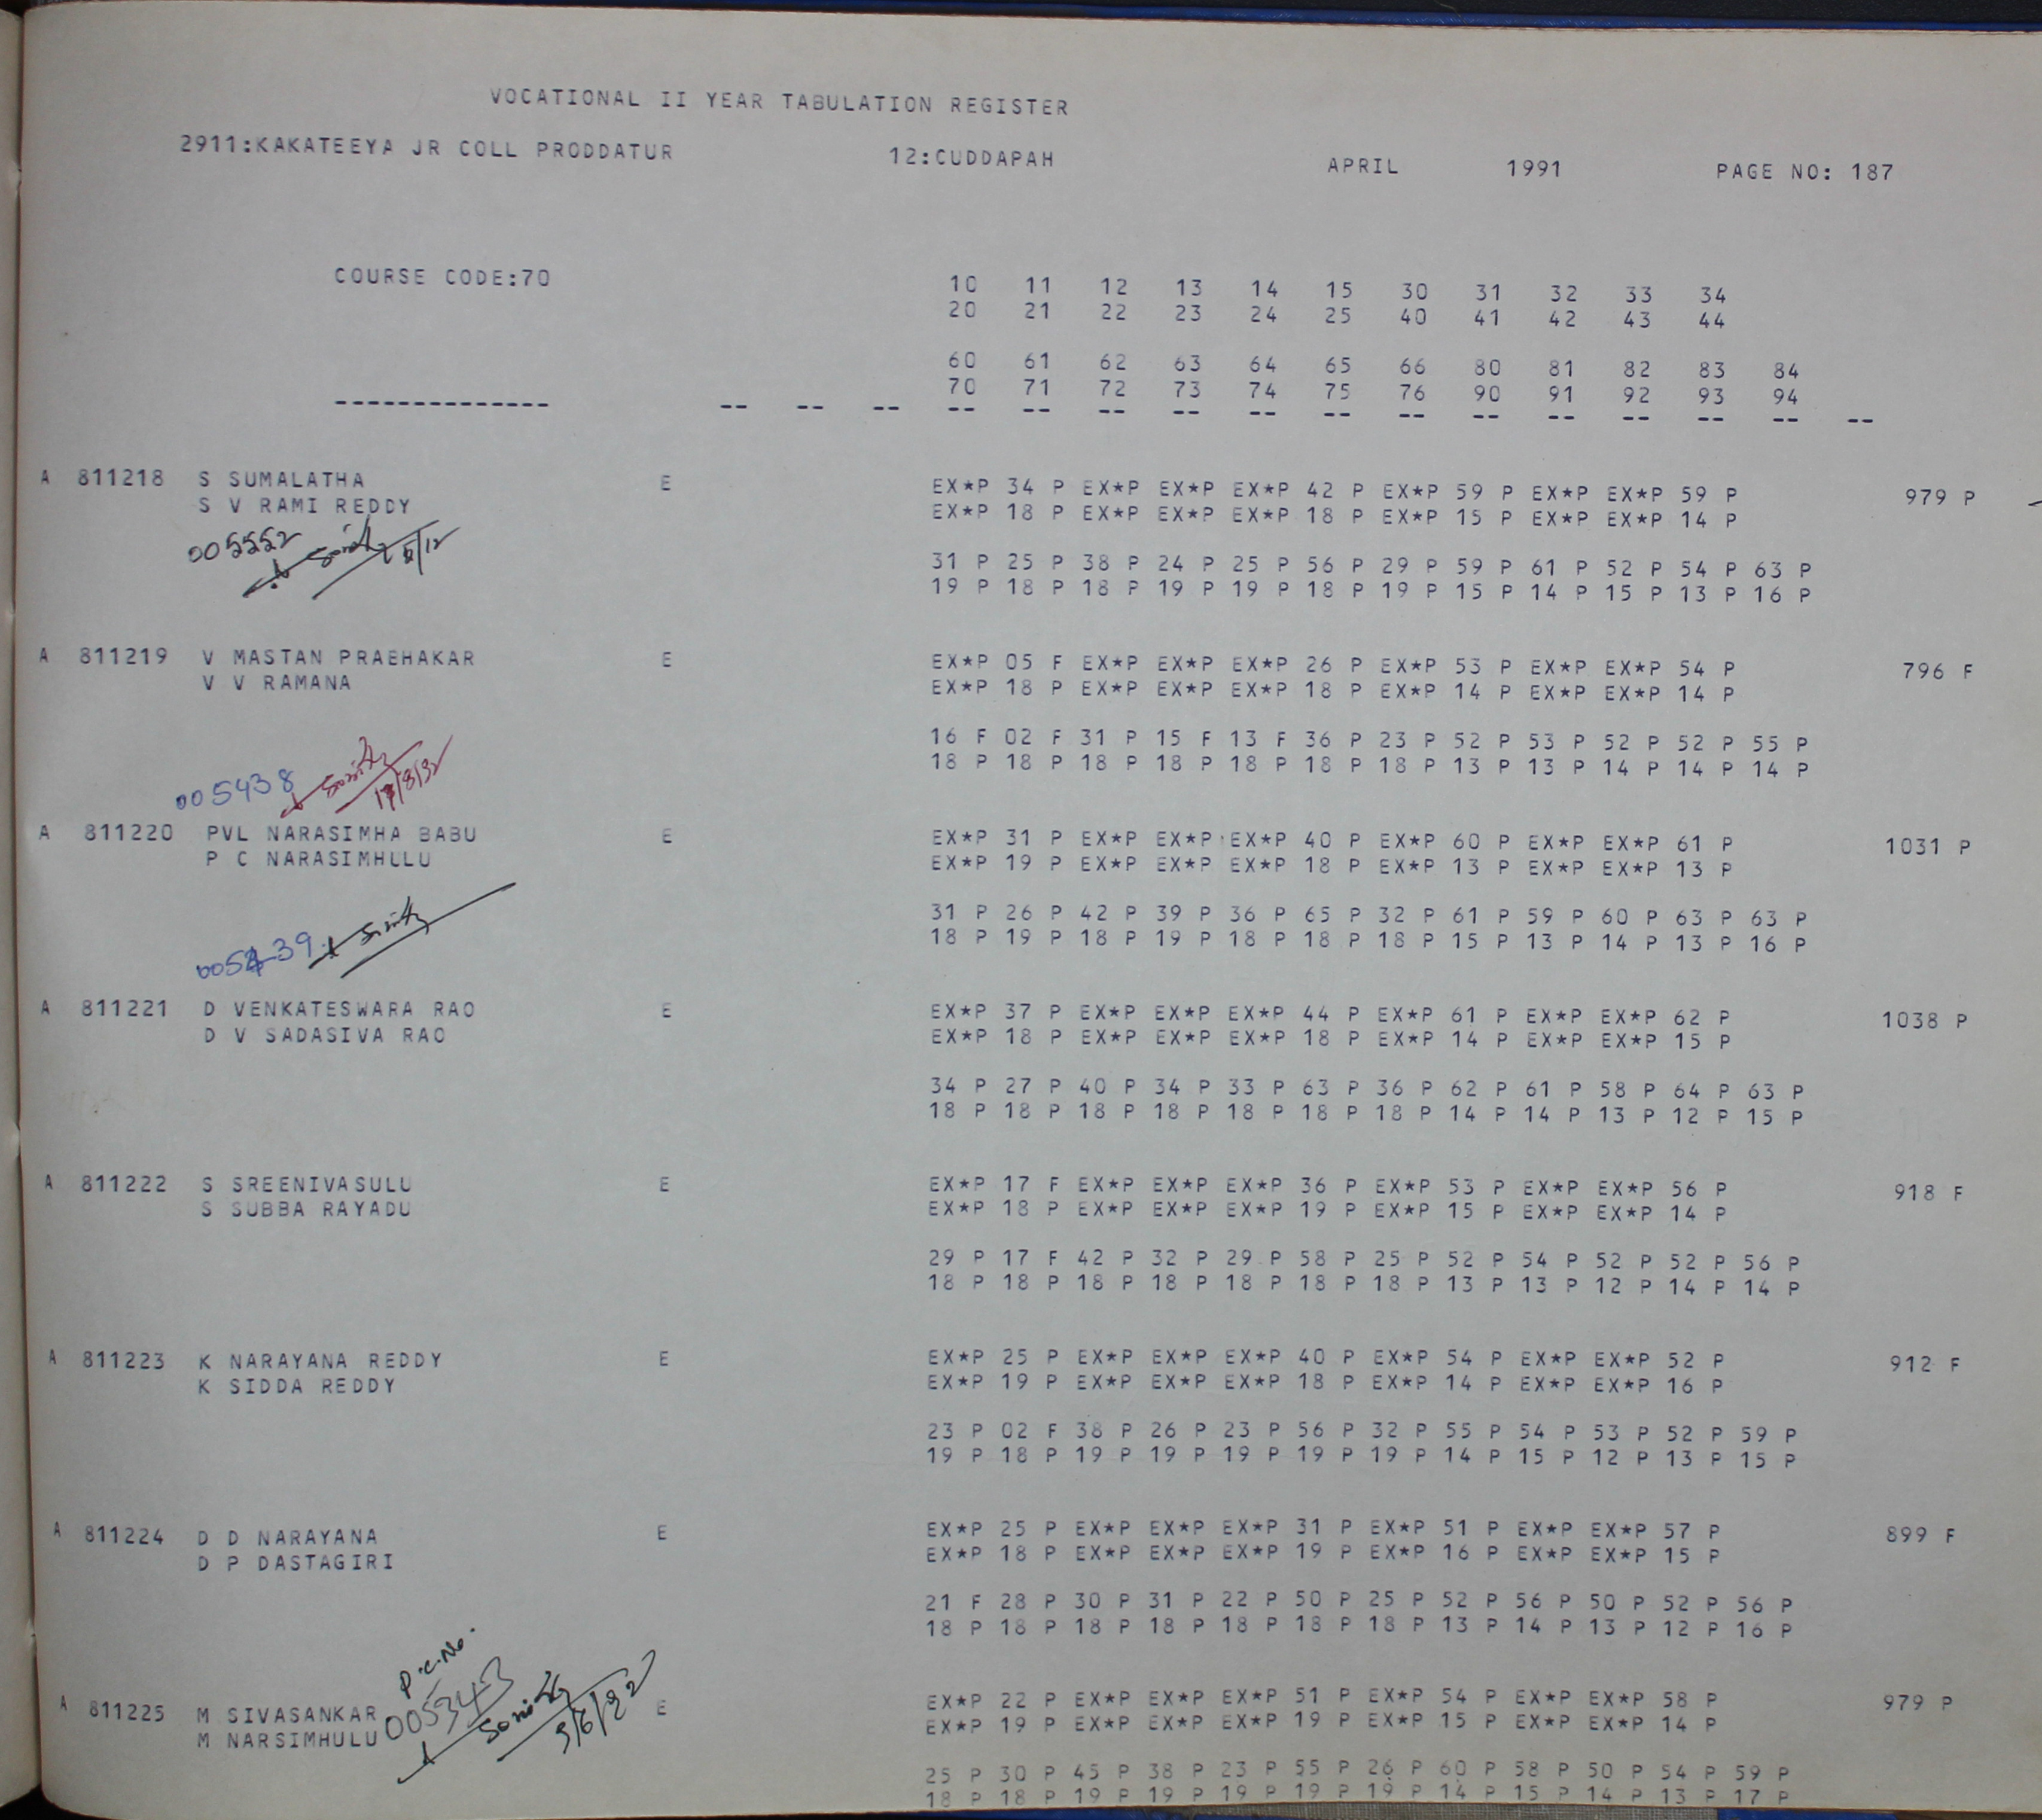 VOCATIONAL II YEAR TABULATION REGISTER
2911:KAKATEEYA JR COLL PRODDATUR 12:CUDDAPAH APRIL 1991 PAGE NO: 187
COURSE CODE:70 10 11 12 13 14 15 30 31 32 33 34
20 21 22 23 24 25 40 41 42 43 44
60 61 62 63 64 65 66 80 81 82 83 84
70 71 72 73 74 75 76 90 91 92 93 94
-------------- -- -- -- -- -- -- -- -- -- -- -- -- -- -- -- --
A 811218 S SUMALATHA E EX*P 34 P EX*P EX*P EX*P 42 P EX*P 59 P EX*P EX*P 59 P 979 P
S V RAMI REDDY EX*P 18 P EX*P EX*P EX*P 18 P EX*P 15 P EX*P EX*P 14 P
005552
31 P 25 P 38 P 24 P 25 P 56 P 29 P 59 P 61 P 52 P 54 P 63 P
19 P 18 P 18 P 19 P 19 P 18 P 19 P 15 P 14 P 15 P 13 P 16 P
A 811219 V MASTAN PRAEHAKAR E EX*P 05 F EX*P EX*P EX*P 26 P EX*P 53 P EX*P EX*P 54 P 796 F
V V RAMANA EX*P 18 P EX*P EX*P EX*P 18 P EX*P 14 P EX*P EX*P 14 P
16 F 02 F 31 P 15 F 13 F 36 P 23 P 52 P 53 P 52 P 52 P 55 P
18 P 18 P 18 P 18 P 18 P 18 P 18 P 13 P 13 P 14 P 14 P 14 P
005438
A 811220 PVL NARASIMHA BABU E EX*P 31 P EX*P EX*P EX*P 40 P EX*P 60 P EX*P EX*P 61 P 1031 P
P C NARASIMHULU EX*P 19 P EX*P EX*P EX*P 18 P EX*P 13 P EX*P EX*P 13 P
31 P 26 P 42 P 39 P 36 P 65 P 32 P 61 P 59 P 60 P 63 P 63 P
18 P 19 P 18 P 19 P 18 P 18 P 18 P 15 P 13 P 14 P 13 P 16 P
005439
A 811221 D VENKATESWARA RAO E EX*P 37 P EX*P EX*P EX*P 44 P EX*P 61 P EX*P EX*P 62 P 1038 P
D V SADASIVA RAO EX*P 18 P EX*P EX*P EX*P 18 P EX*P 14 P EX*P EX*P 15 P
34 P 27 P 40 P 34 P 33 P 63 P 36 P 62 P 61 P 58 P 64 P 63 P
18 P 18 P 18 P 18 P 18 P 18 P 18 P 14 P 14 P 13 P 12 P 15 P
A 811222 S SREENIVASULU E EX*P 17 F EX*P EX*P EX*P 36 P EX*P 53 P EX*P EX*P 56 P 918 F
S SUBBA RAYADU EX*P 18 P EX*P EX*P EX*P 19 P EX*P 15 P EX*P EX*P 14 P
29 P 17 F 42 P 32 P 29 P 58 P 25 P 52 P 54 P 52 P 52 P 56 P
18 P 18 P 18 P 18 P 18 P 18 P 18 P 13 P 13 P 12 P 14 P 14 P
A 811223 K NARAYANA REDDY E EX*P 25 P EX*P EX*P EX*P 40 P EX*P 54 P EX*P EX*P 52 P 912 F
K SIDDA REDDY EX*P 19 P EX*P EX*P EX*P 18 P EX*P 14 P EX*P EX*P 16 P
23 P 02 F 38 P 26 P 23 P 56 P 32 P 55 P 54 P 53 P 52 P 59 P
19 P 18 P 19 P 19 P 19 P 19 P 19 P 14 P 15 P 12 P 13 P 15 P
A 811224 D D NARAYANA E EX*P 25 P EX*P EX*P EX*P 31 P EX*P 51 P EX*P EX*P 57 P 899 F
D P DASTAGIRI EX*P 18 P EX*P EX*P EX*P 19 P EX*P 16 P EX*P EX*P 15 P
21 F 28 P 30 P 31 P 22 P 50 P 25 P 52 P 56 P 50 P 52 P 56 P
18 P 18 P 18 P 18 P 18 P 18 P 18 P 13 P 14 P 13 P 12 P 16 P
P.C.No.
005343
A 811225 M SIVASANKAR E EX*P 22 P EX*P EX*P EX*P 51 P EX*P 54 P EX*P EX*P 58 P 979 P
M NARSIMHULU EX*P 19 P EX*P EX*P EX*P 19 P EX*P 15 P EX*P EX*P 14 P
25 P 30 P 45 P 38 P 23 P 55 P 26 P 60 P 58 P 50 P 54 P 59 P
18 P 18 P 19 P 19 P 19 P 19 P 19 P 14 P 15 P 14 P 13 P 17 P